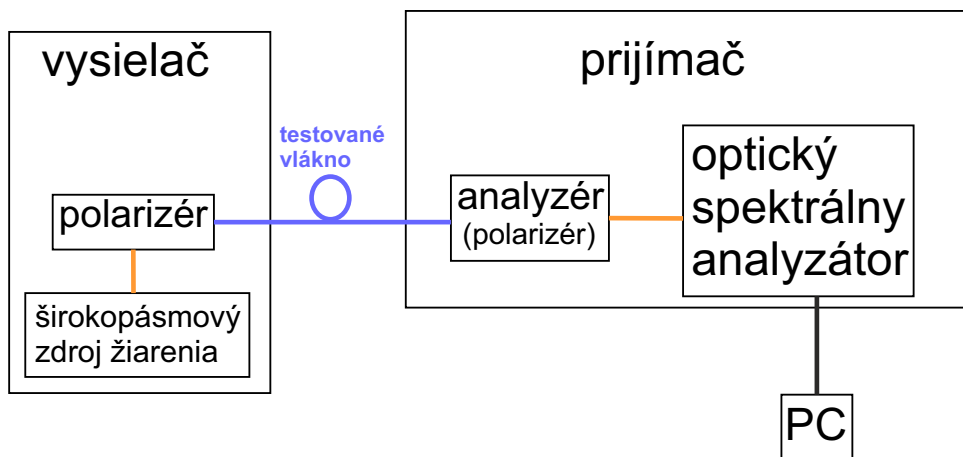 vysielač
polarizér
širokopásmový
zdroj žiarenia
testované
vlákno
prijímač
analyzér
(polarizér)
optický
spektrálny
analyzátor
PC